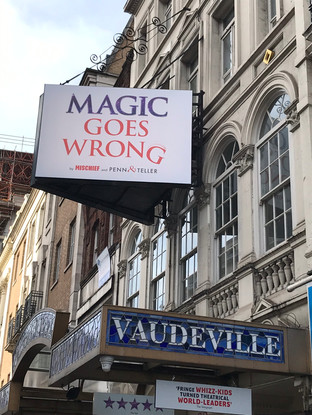 MAGIC
GOES
WRONG
by MISCHIEF and PENN & TELLER
VAUDEVILLE
'FRINGE WHIZZ-KIDS
TURNED THEATRICAL
WORLD-LEADERS'